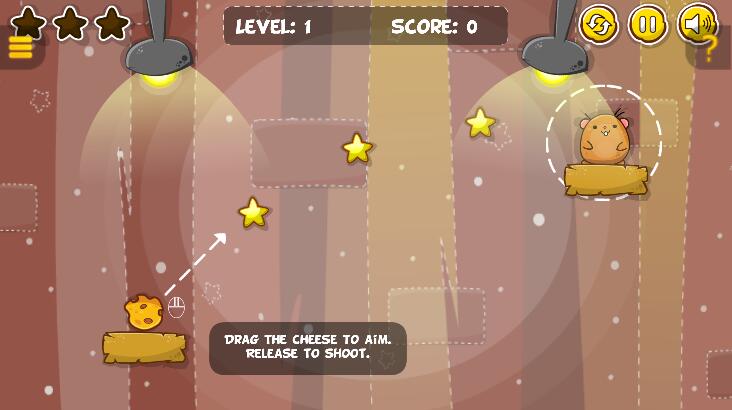 LEVEL: 1
SCORE: 0
?
DRAG THE CHEESE TO AIM.
RELEASE TO SHOOT.